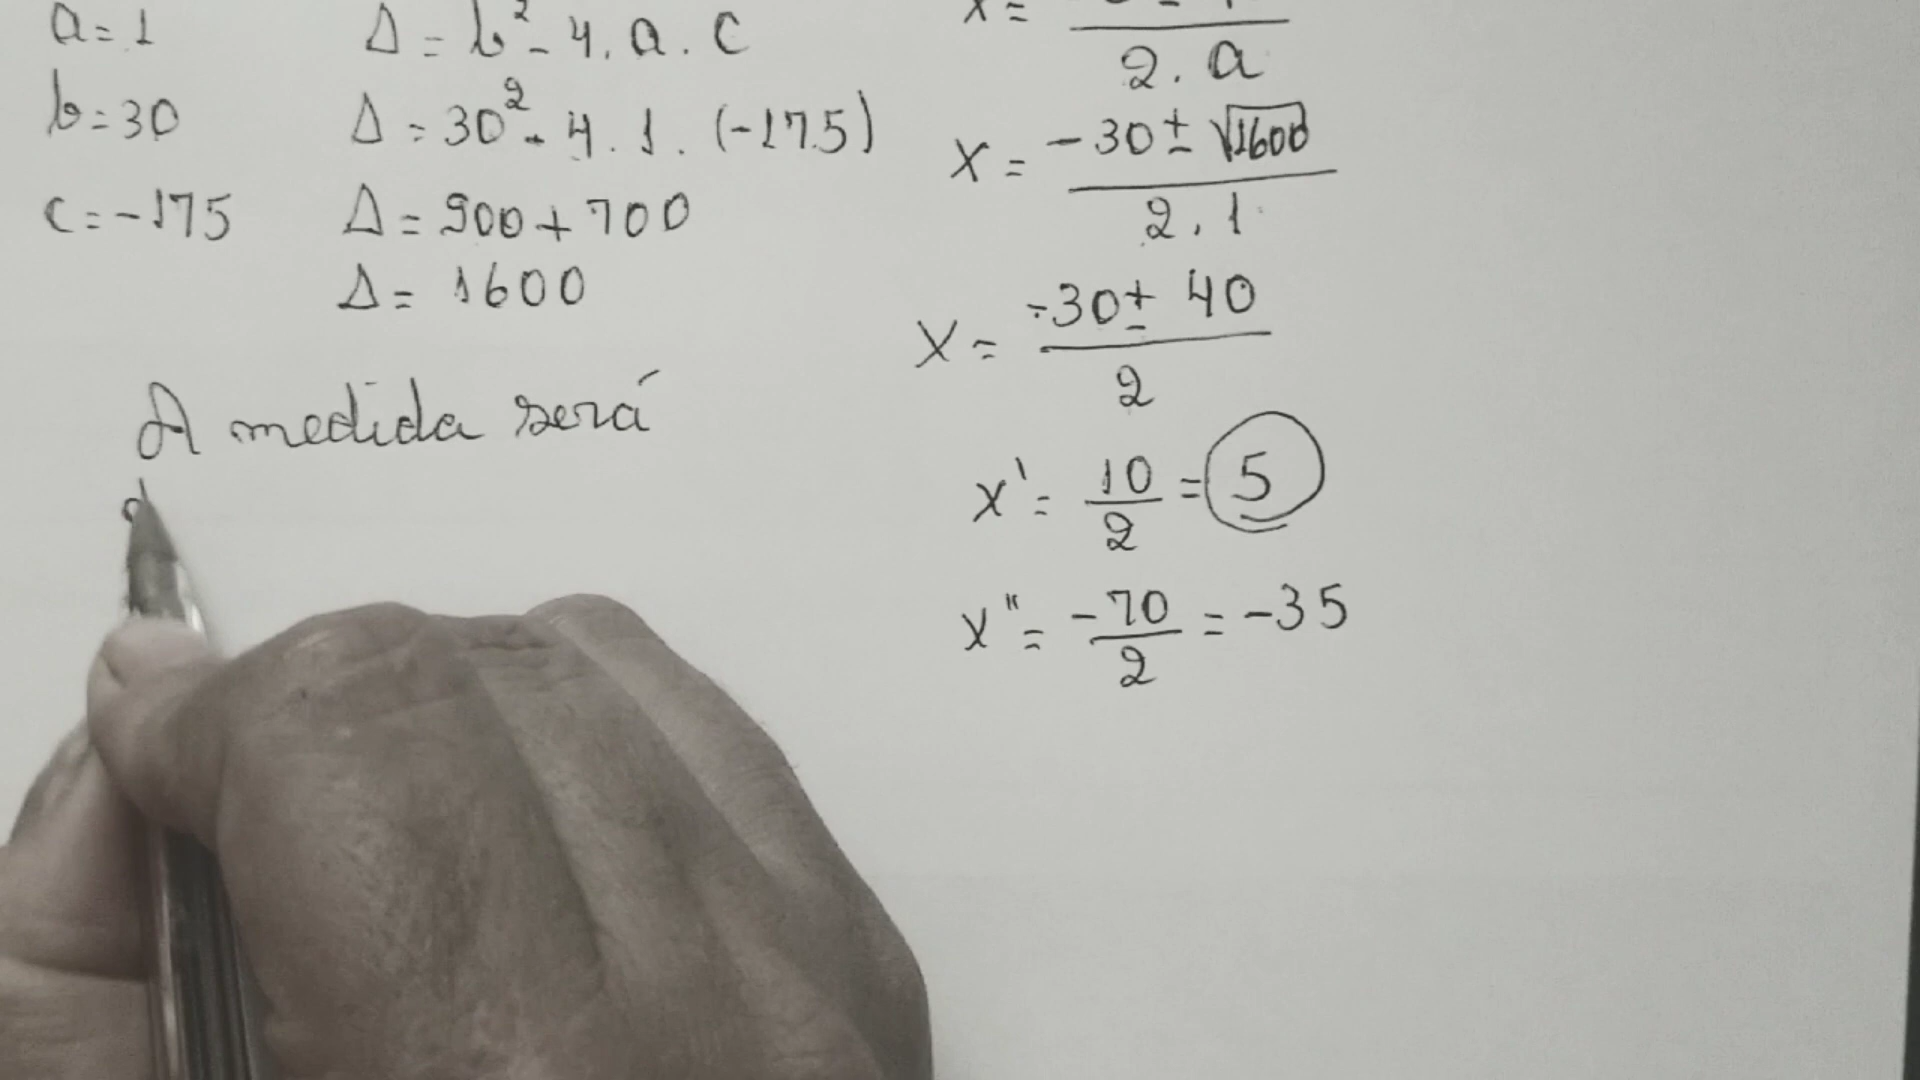 a = 1
b = 30
c = -175
Δ = b² - 4 . a . c
Δ = 30² - 4 . 1 . (-175)
Δ = 900 + 700
Δ = 1600
A medida será
x =
2 . a
x = -30 ± √1600
2 . 1
x = -30 ± 40
2
x' = 10/2 = 5
x'' = -70/2 = -35